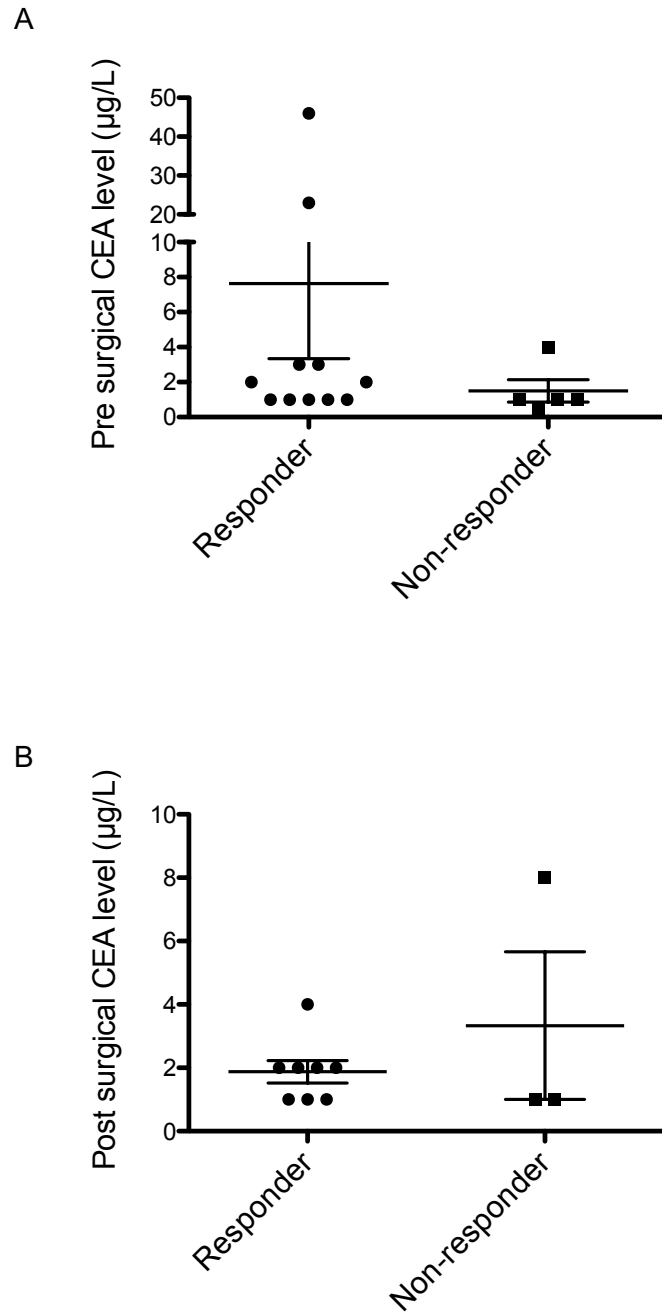 A
Pre surgical CEA level (µg/L)
50
40
30
20
10
8
6
4
2
0
Responder
Non-responder
B
Post surgical CEA level (µg/L)
10
8
6
4
2
0
Responder
Non-responder